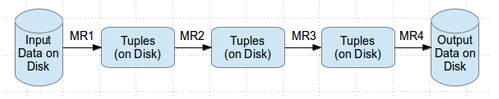 Input
Data on
Disk
MR1
Tuples
(on Disk)
MR2
Tuples
(on Disk)
MR3
Tuples
(on Disk)
MR4
Output
Data on
Disk